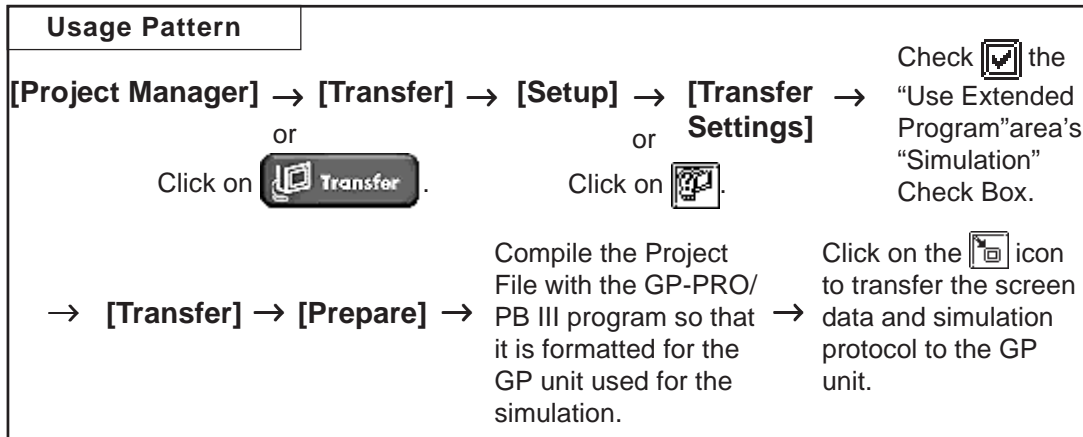 Usage Pattern
[Project Manager] → [Transfer] → [Setup] → [Transfer Settings] →
or
Click on Transfer .
or
Click on .
Check the
“Use Extended
Program”area’s
“Simulation”
Check Box.
→ [Transfer] → [Prepare] →
Compile the Project
File with the GP-PRO/
PB III program so that
it is formatted for the
GP unit used for the
simulation.
→
Click on the icon
to transfer the screen
data and simulation
protocol to the GP
unit.